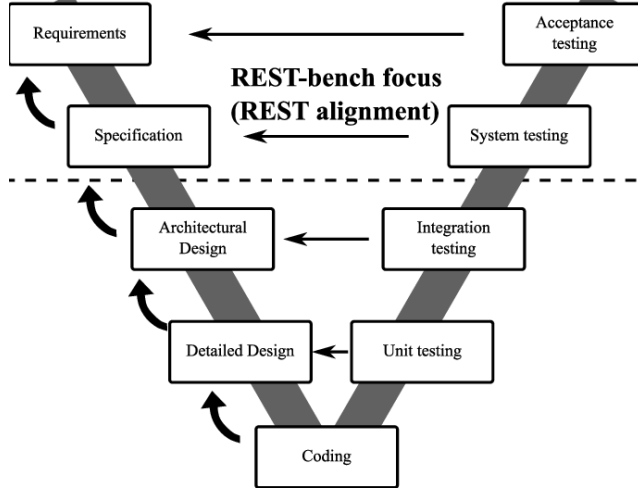 Requirements
Acceptance
testing
REST-bench focus
(REST alignment)
Specification
System testing
Architectural
Design
Integration
testing
Detailed Design
Unit testing
Coding